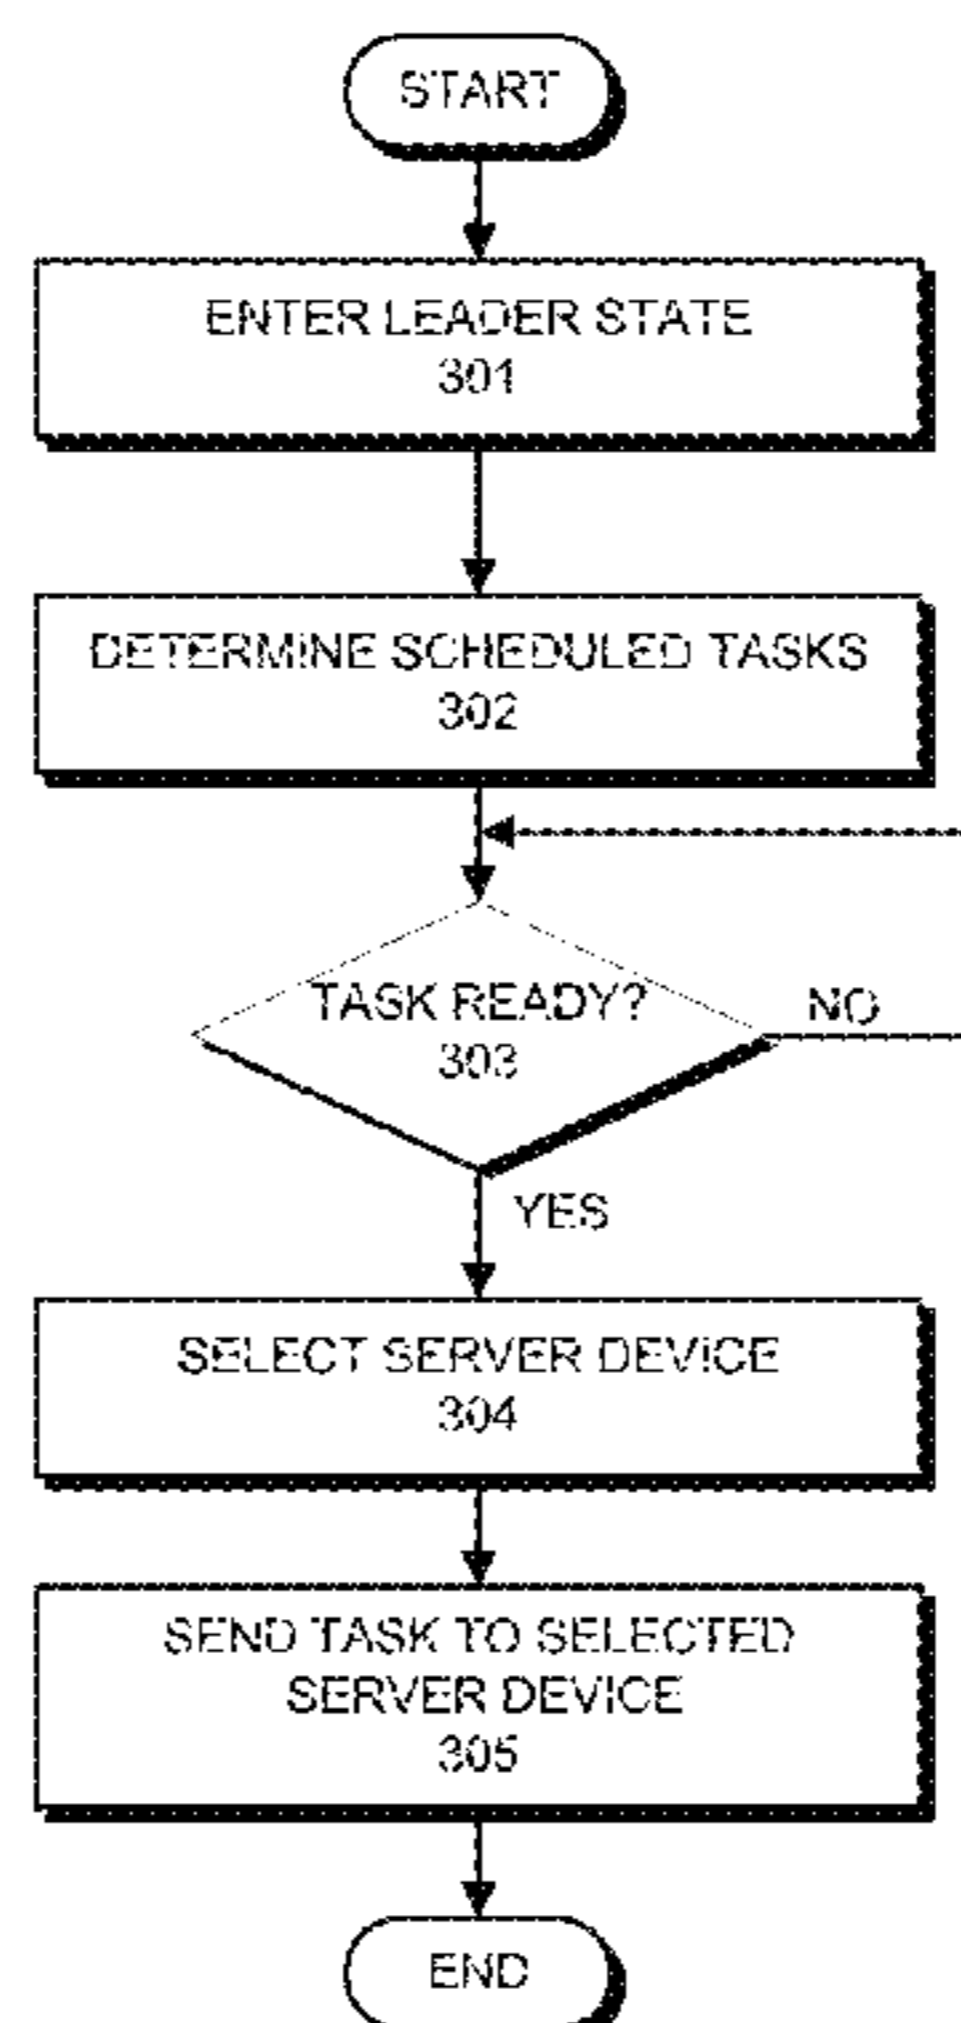 START
ENTER LEADER STATE
301
DETERMINE SCHEDULED TASKS
302
TASK READY?
303
NO
YES
SELECT SERVER DEVICE
304
SEND TASK TO SELECTED
SERVER DEVICE
305
END